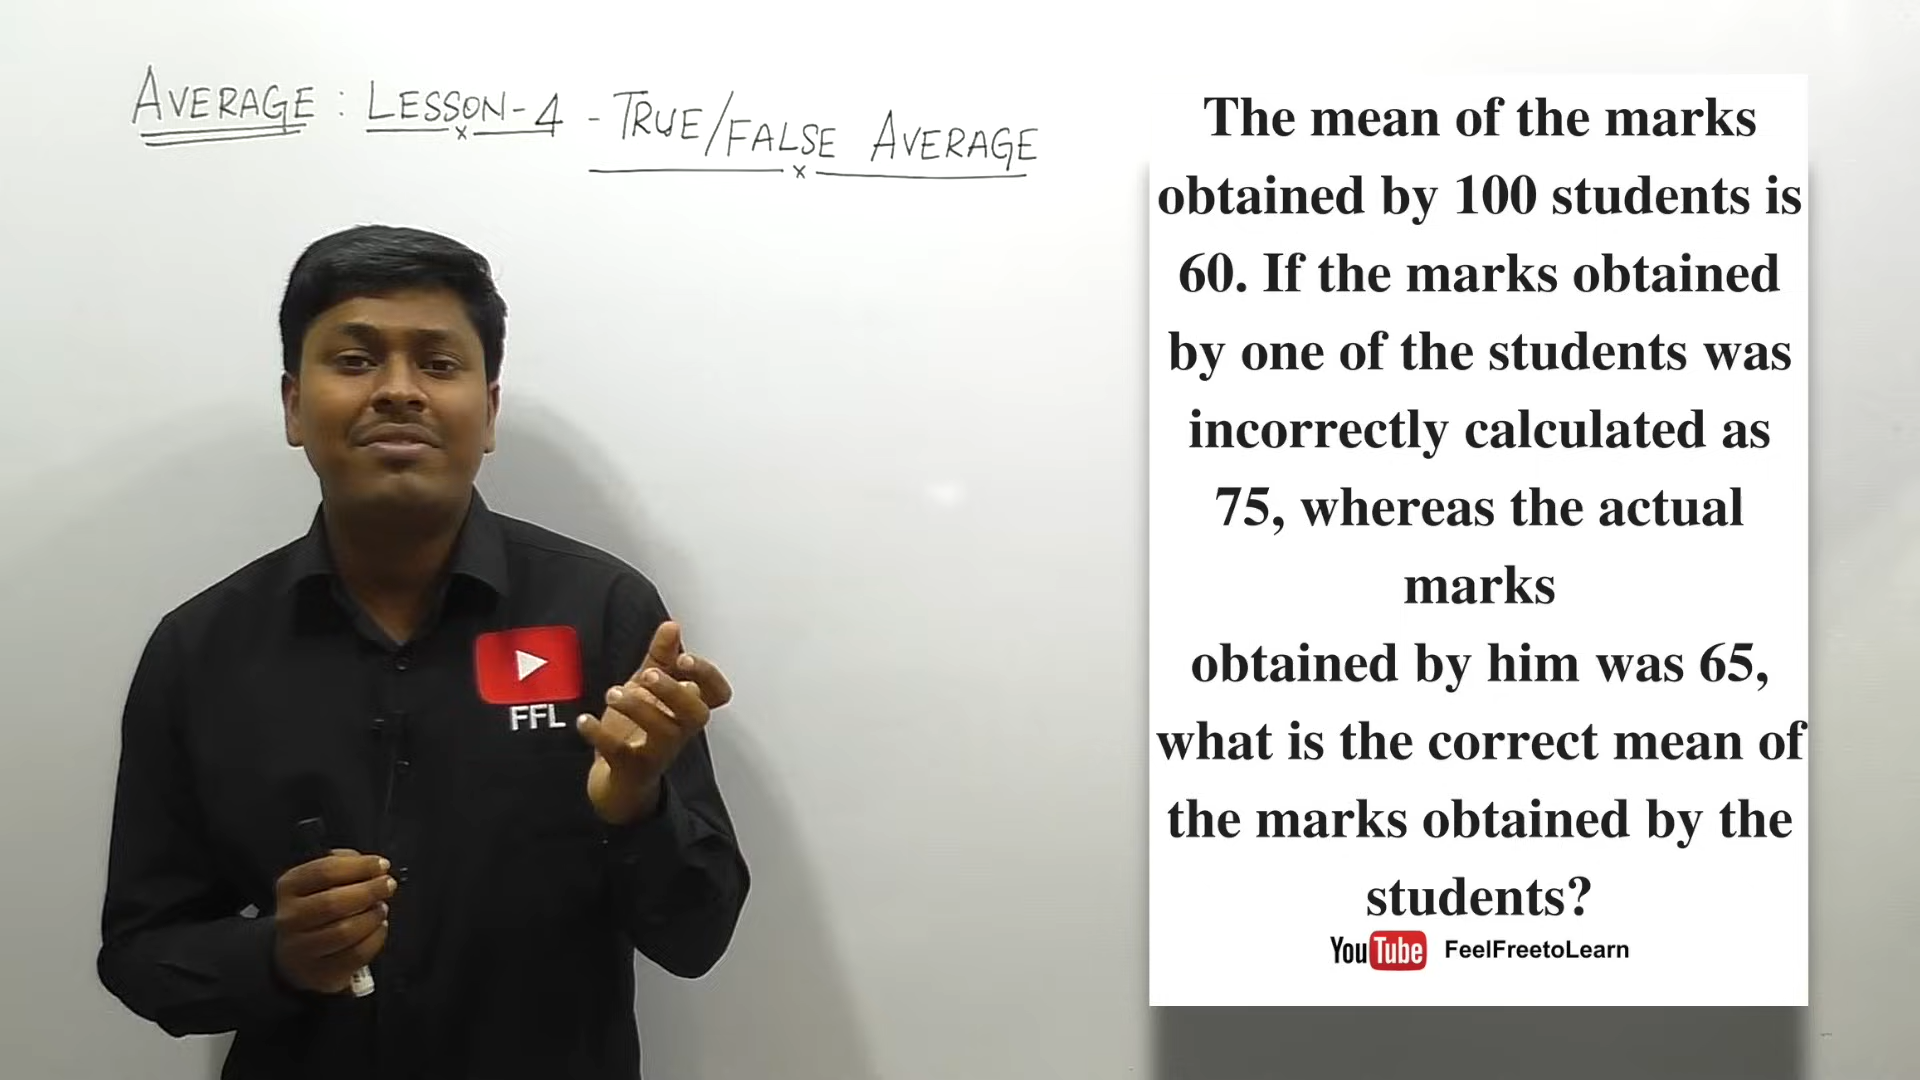 AVERAGE : LESSON-4 - TRUE/FALSE AVERAGE
The mean of the marks
obtained by 100 students is
60. If the marks obtained
by one of the students was
incorrectly calculated as
75, whereas the actual
marks
obtained by him was 65,
what is the correct mean of
the marks obtained by the
students?
YouTube FeelFreetoLearn
FFL